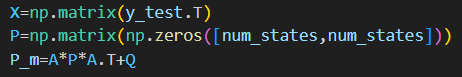 X=np.matrix(y_test.T)
P=np.matrix(np.zeros([num_states,num_states]))
P_m=A*P*A.T+Q